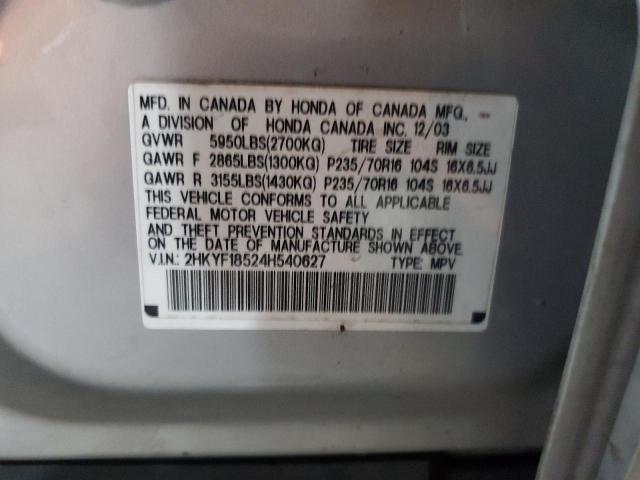 MFD. IN CANADA BY HONDA OF CANADA MFG.,
A DIVISION OF HONDA CANADA INC. 12/03
GVWR 5950LBS(2700KG) TIRE SIZE RIM SIZE
GAWR F 2865LBS(1300KG) P235/70R16 104S 16X6.5JJ
GAWR R 3155LBS(1430KG) P235/70R16 104S 16X6.5JJ
THIS VEHICLE CONFORMS TO ALL APPLICABLE
FEDERAL MOTOR VEHICLE SAFETY
AND THEFT PREVENTION STANDARDS IN EFFECT
ON THE DATE OF MANUFACTURE SHOWN ABOVE.
V.I.N.: 2HKYF18524H540627 TYPE: MPV